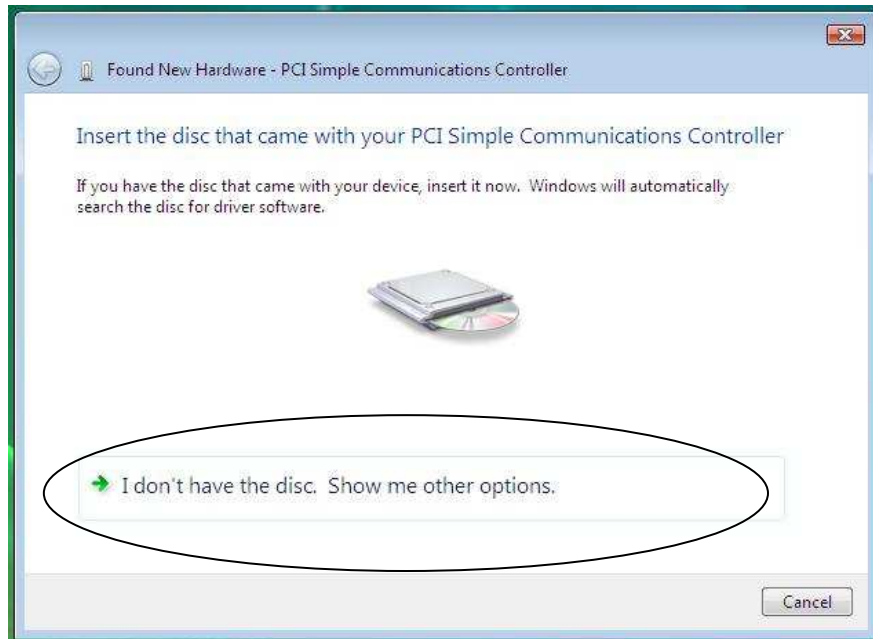 Found New Hardware - PCI Simple Communications Controller
Insert the disc that came with your PCI Simple Communications Controller
If you have the disc that came with your device, insert it now.  Windows will automatically
search the disc for driver software.
I don't have the disc.  Show me other options.
Cancel